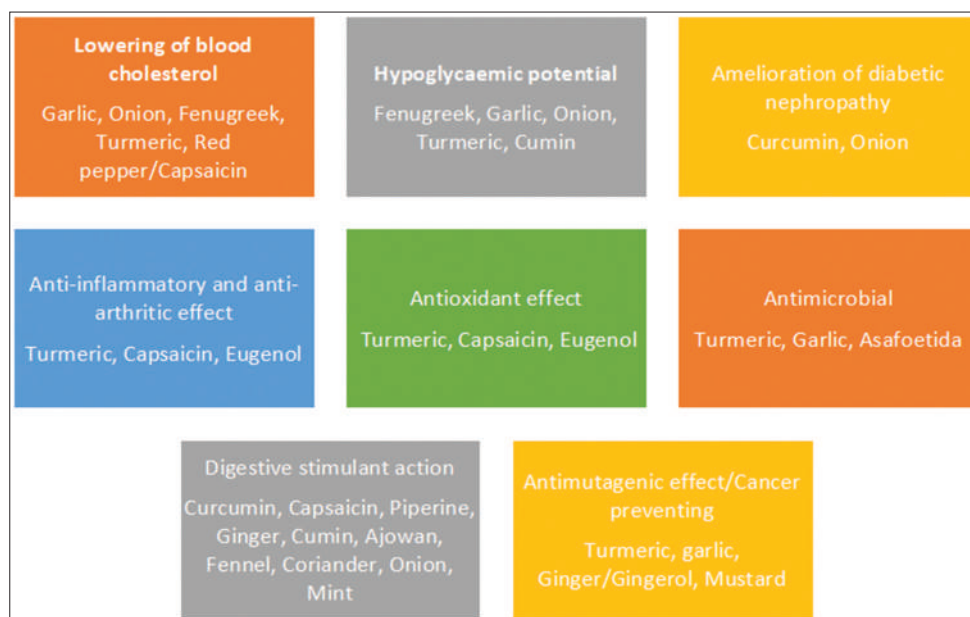 Lowering of blood
cholesterol
Garlic, Onion, Fenugreek,
Turmeric, Red
pepper/Capsaicin
Hypoglycaemic potential
Fenugreek, Garlic, Onion,
Turmeric, Cumin
Amelioration of diabetic
nephropathy
Curcumin, Onion
Anti-inflammatory and anti-
arthritic effect
Turmeric, Capsaicin, Eugenol
Antioxidant effect
Turmeric, Capsaicin, Eugenol
Antimicrobial
Turmeric, Garlic, Asafoetida
Digestive stimulant action
Curcumin, Capsaicin, Piperine,
Ginger, Cumin, Ajowan,
Fennel, Coriander, Onion,
Mint
Antimutagenic effect/Cancer
preventing
Turmeric, garlic,
Ginger/Gingerol, Mustard